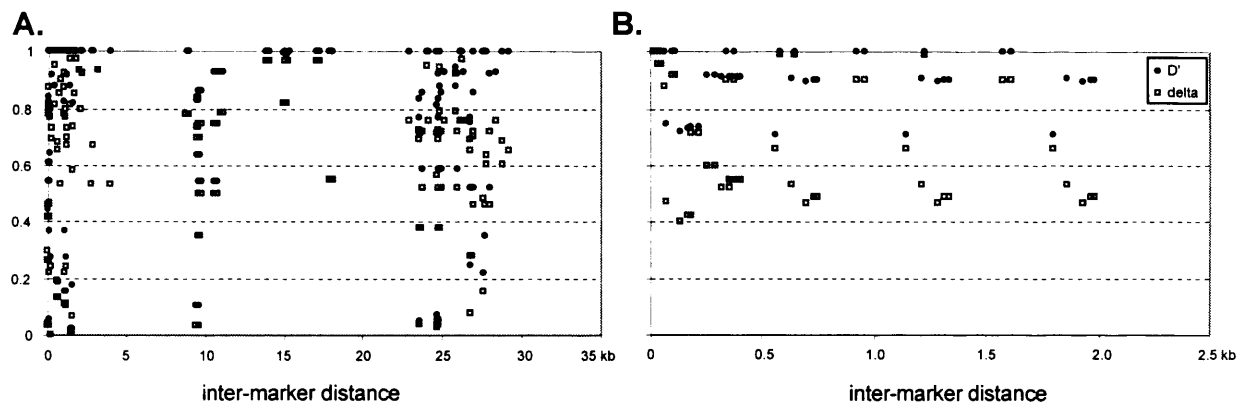 A.
1
0.8
0.6
0.4
0.2
0
0 5 10 15 20 25 30 35 kb
inter-marker distance
B.
D'
delta
0 0.5 1.0 1.5 2.0 2.5 kb
inter-marker distance